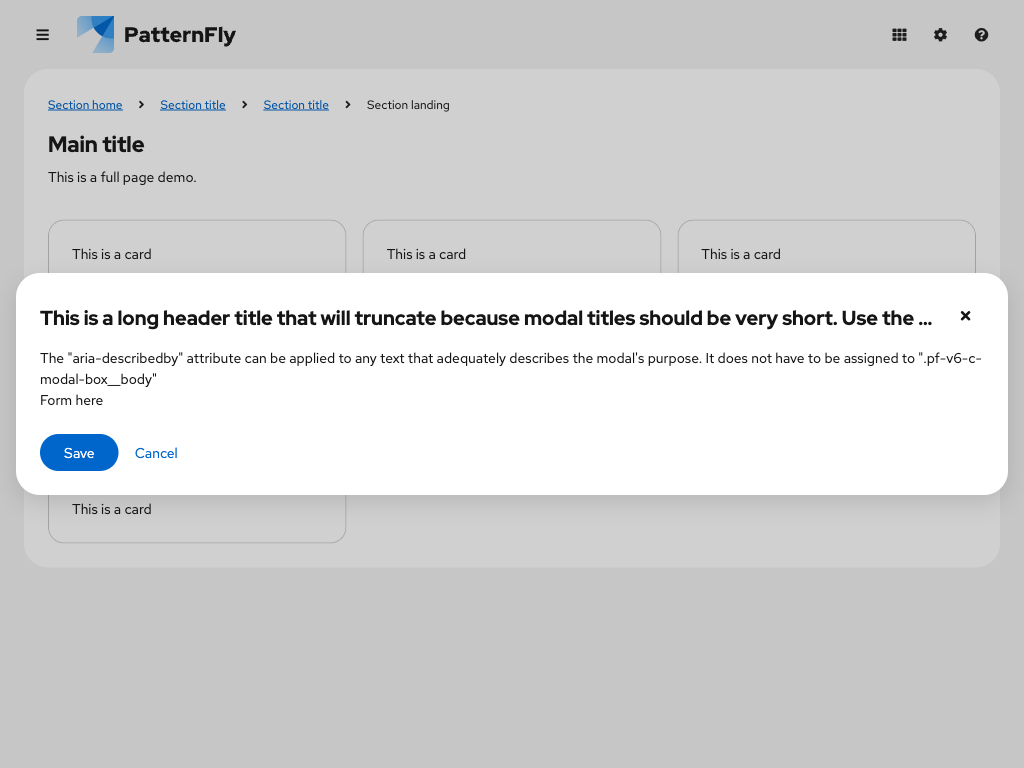 PatternFly
Section home
Section title
Section title
Section landing
Main title
This is a full page demo.
This is a card
This is a card
This is a card
This is a long header title that will truncate because modal titles should be very short. Use the ...
The "aria-describedby" attribute can be applied to any text that adequately describes the modal's purpose. It does not have to be assigned to ".pf-v6-c-
modal-box__body"
Form here
Save
Cancel
This is a card